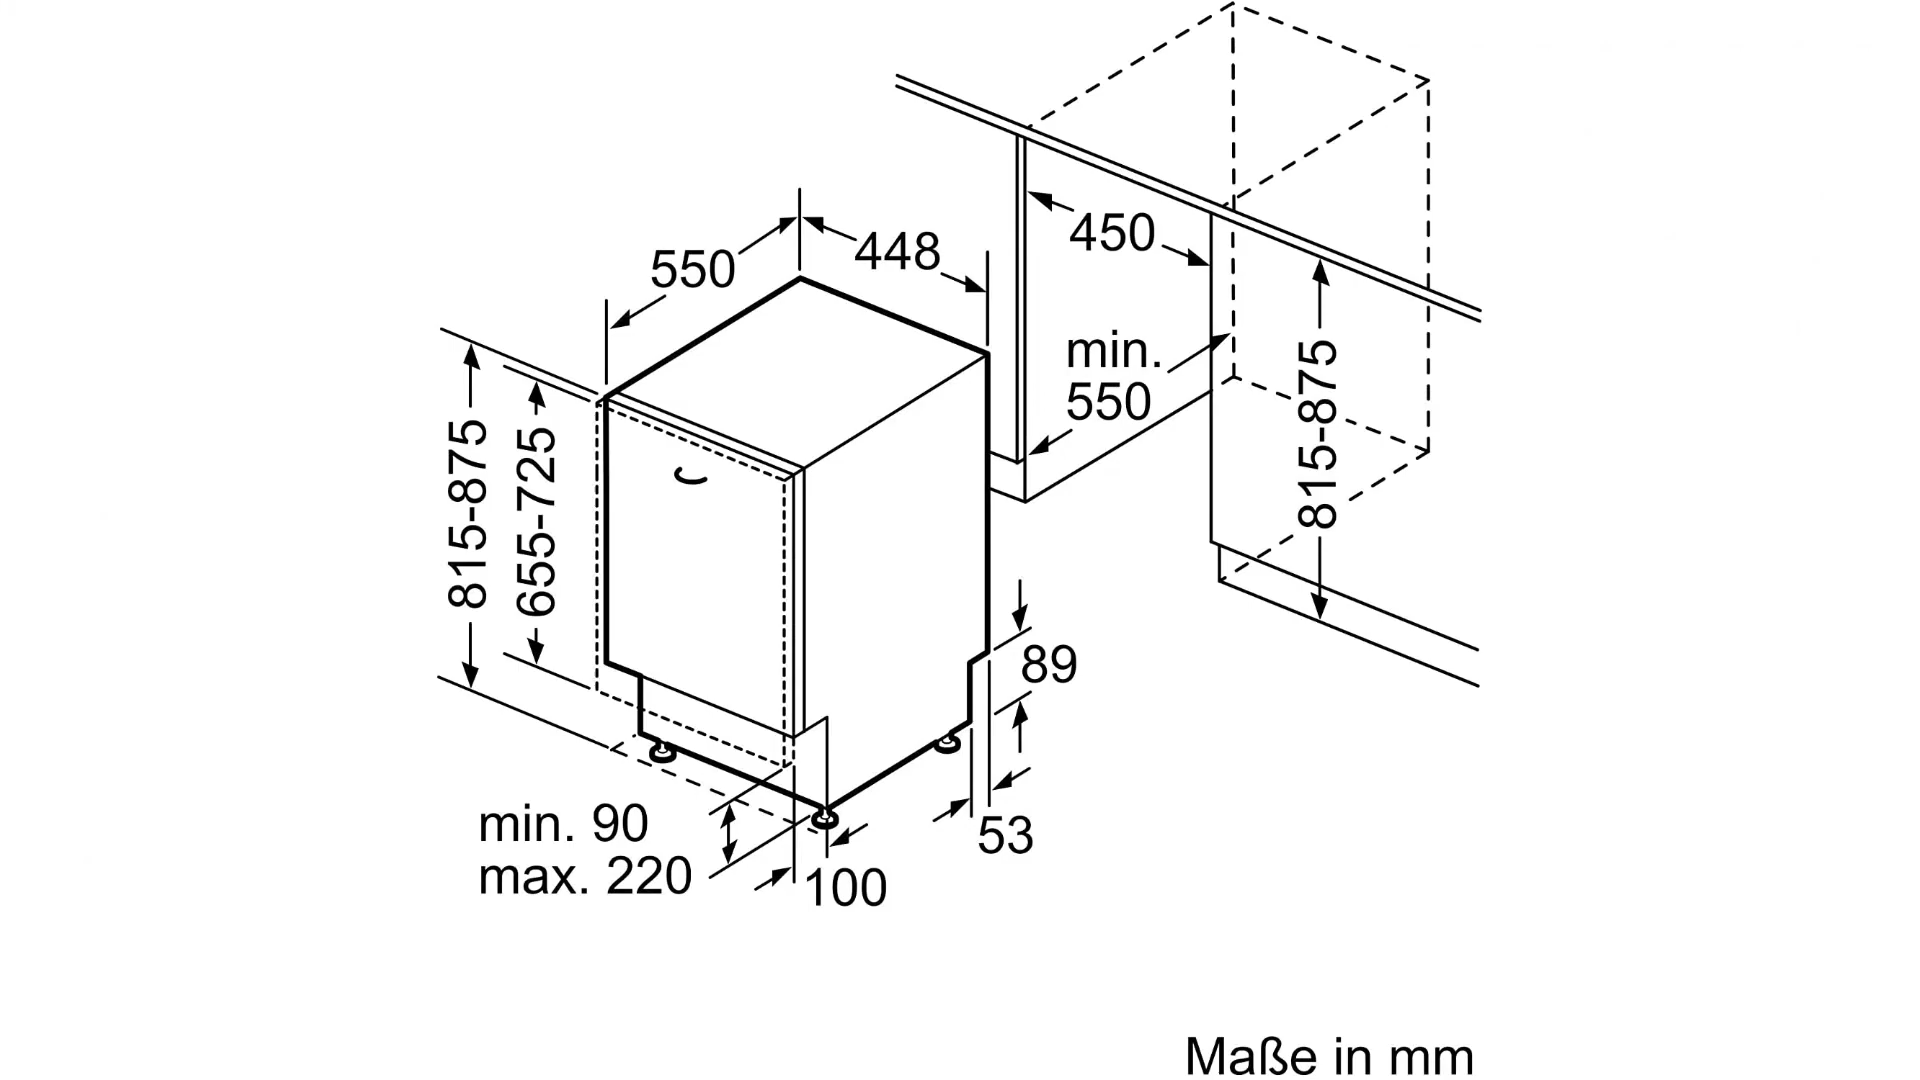 450
448
550
min.
550
815-875
815-875
655-725
89
min. 90
max. 220
53
100
Maße in mm